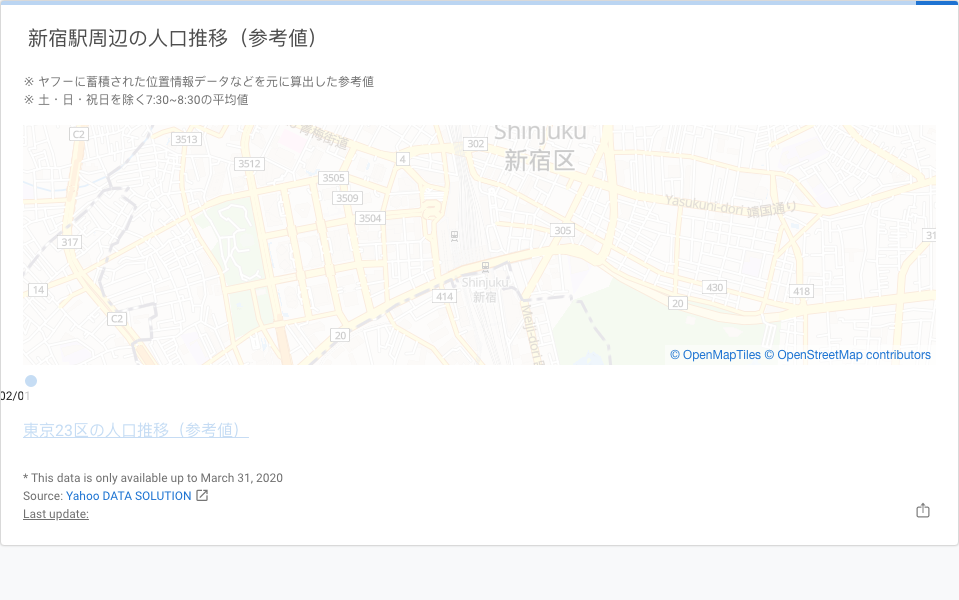 新宿駅周辺の人口推移（参考値）
※ ヤフーに蓄積された位置情報データなどを元に算出した参考値
※ 土・日・祝日を除く7:30~8:30の平均値
C2
3513
青梅街道
302
Shinjuku
新宿区
3512
4
3505
3509
3504
Yasukuni-dori 靖国通り
317
305
31
14
Shinjuku
新宿
414
20
430
418
C2
20
Meiji-dori
© OpenMapTiles © OpenStreetMap contributors
02/01
東京23区の人口推移（参考値）
* This data is only available up to March 31, 2020
Source: Yahoo DATA SOLUTION
Last update: